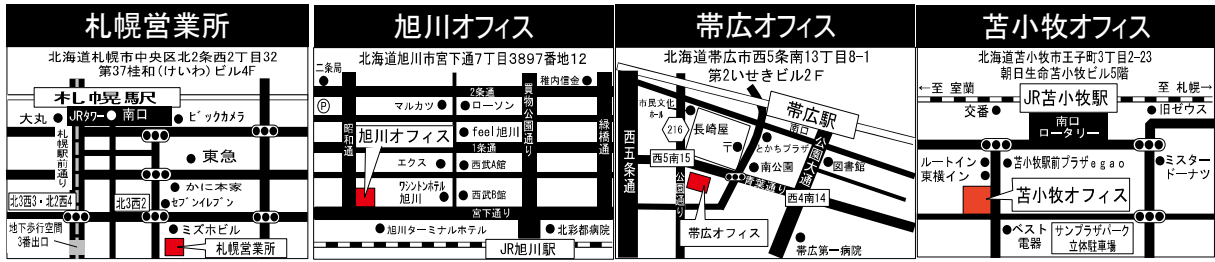 札幌営業所
北海道札幌市中央区北2条西2丁目32
第37桂和(けいわ)ビル4F
札幌駅
大丸
JRタワー
南口
ビックカメラ
札幌駅前通り
東急
かに本家
北3西3・北2西4
北3西2
セブンイレブン
地下歩行空間
3番出口
ミズホビル
札幌営業所
旭川オフィス
北海道旭川市宮下通7丁目3897番地12
二条局
稚内信金
2条通
P
マルカツ
ローソン
買物公園通り
緑橋通
昭和通
旭川オフィス
feel旭川
1条通
エクス
西武A館
ワシントンホテル
旭川
西武B館
宮下通り
旭川ターミナルホテル
北彩都病院
JR旭川駅
帯広オフィス
北海道帯広市西5条南13丁目8-1
第2いせきビル2F
市民文化
ホール
帯広駅
南口
216
長崎屋
〒
とかちプラザ
西5南15
南公園
図書館
西五条通
公園通り
公園大通
青葉通り
西4南14
帯広オフィス
帯広第一病院
苫小牧オフィス
北海道苫小牧市王子町3丁目2-23
朝日生命苫小牧ビル5階
←至 室蘭
至 札幌→
JR苫小牧駅
交番
旧ゼウス
南口
ロータリー
ルートイン
東横イン
苫小牧駅前プラザegao
ミスター
ドーナツ
苫小牧オフィス
ベスト
電器
サンプラザパーク
立体駐車場